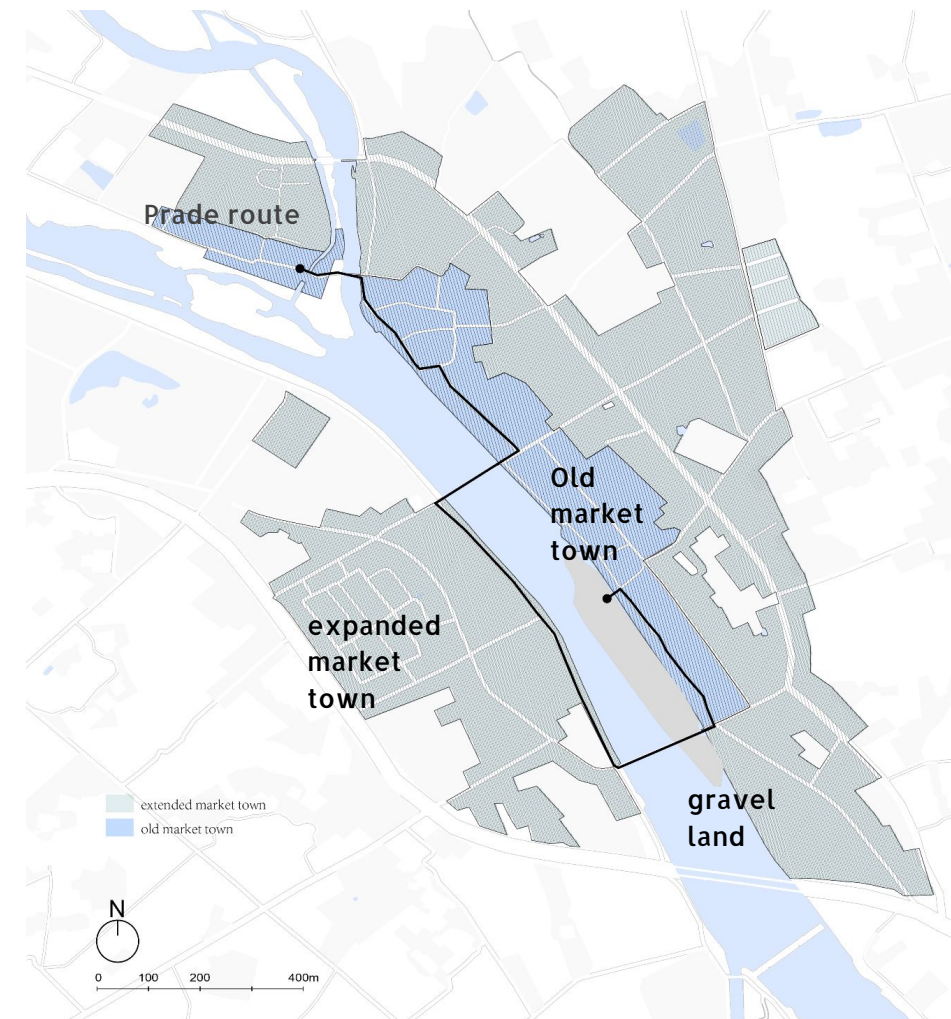 Prade route
Old
market
town
expanded
market
town
gravel
land
extended market town
old market town
N
0 100 200 400m